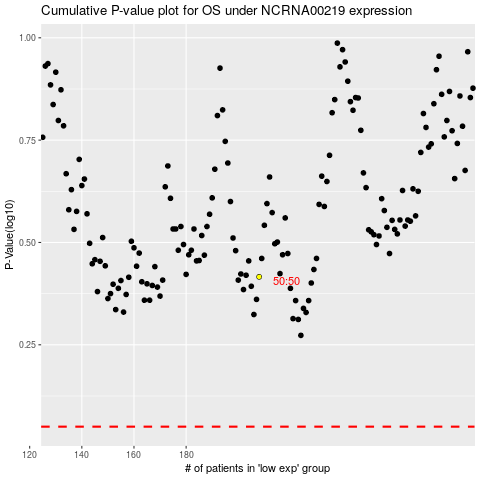 Cumulative P-value plot for OS under NCRNA00219 expression
P-Value(log10)
1.00
0.75
0.50
0.25
50:50
120 140 160 180
# of patients in 'low exp' group